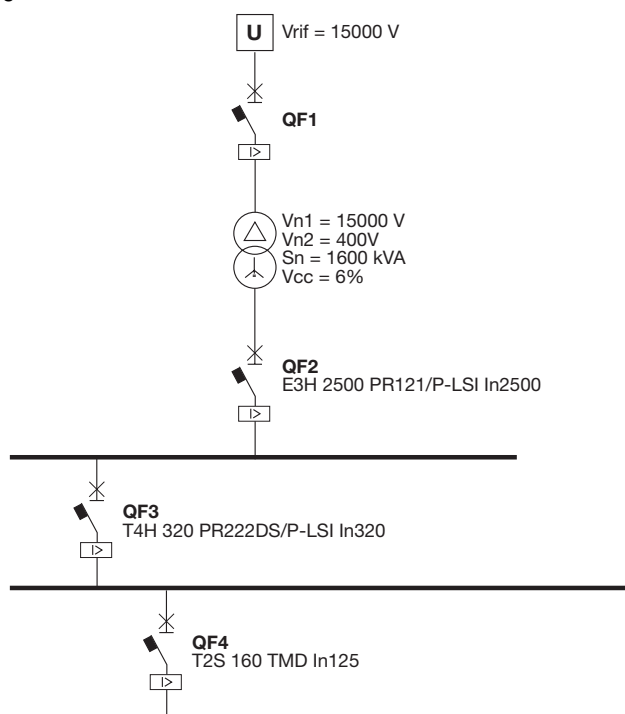 U Vrif = 15000 V
QF1
I>
Vn1 = 15000 V
Vn2 = 400V
Sn = 1600 kVA
Vcc = 6%
QF2
E3H 2500 PR121/P-LSI In2500
I>
QF3
T4H 320 PR222DS/P-LSI In320
I>
QF4
T2S 160 TMD In125
I>